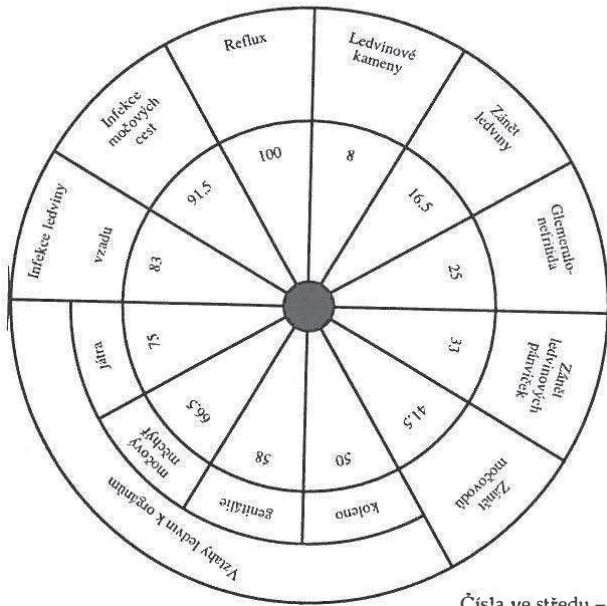 Ledvinové
kameny
Zánět
ledviny
Glemerulo-
nefritida
Zánět
ledvinových
pánviček
Zánět
močovodů
Vztahy ledvin k orgánům
Infekce ledviny
vzadu
Infekce
močových
cest
Reflux
8
16.5
25
33
41.5
50
58
66.5
75
83
91.5
100
koleno
genitálie
močový
měchýř
Játra
Čísla ve středu –